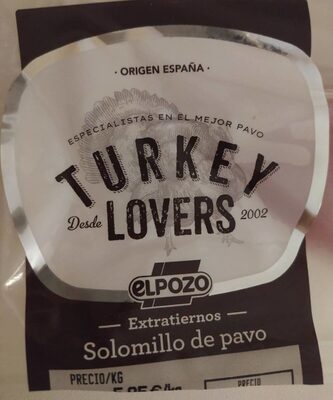 · ORIGEN ESPAÑA ·
ESPECIALISTAS EN EL MEJOR PAVO
TURKEY
Desde LOVERS 2002
ELPOZO
Extratiernos
Solomillo de pavo
PRECIO/KG
PRECIO